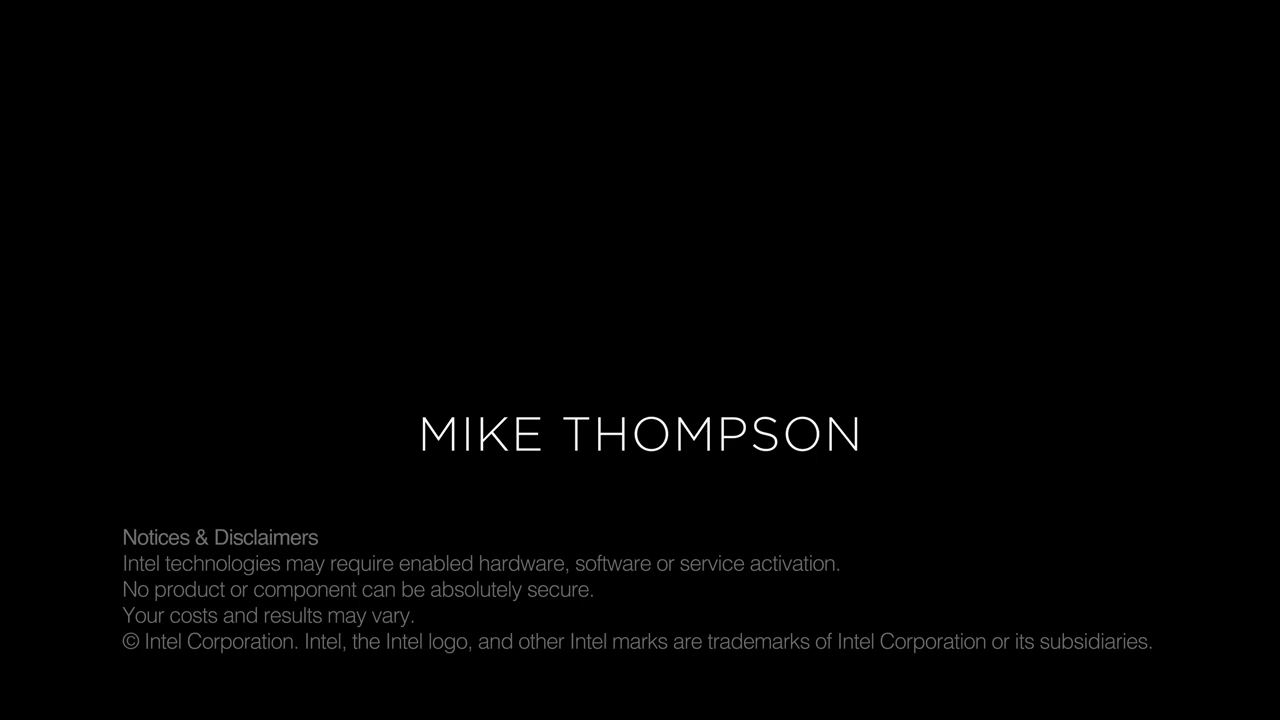 MIKE THOMPSON
Notices & Disclaimers
Intel technologies may require enabled hardware, software or service activation.
No product or component can be absolutely secure.
Your costs and results may vary.
© Intel Corporation. Intel, the Intel logo, and other Intel marks are trademarks of Intel Corporation or its subsidiaries.